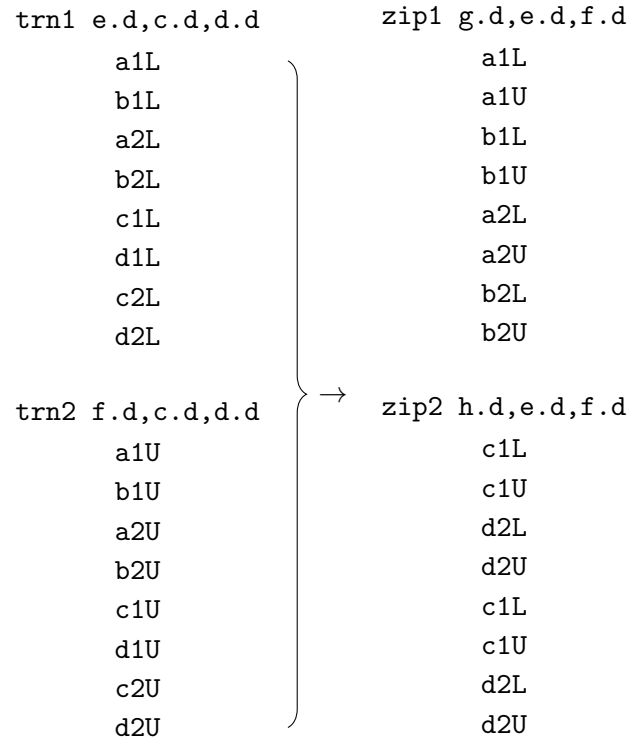 trn1 e.d,c.d,d.d
a1L
b1L
a2L
b2L
c1L
d1L
c2L
d2L
trn2 f.d,c.d,d.d
a1U
b1U
a2U
b2U
c1U
d1U
c2U
d2U
→
zip1 g.d,e.d,f.d
a1L
a1U
b1L
b1U
a2L
a2U
b2L
b2U
zip2 h.d,e.d,f.d
c1L
c1U
d2L
d2U
c1L
c1U
d2L
d2U